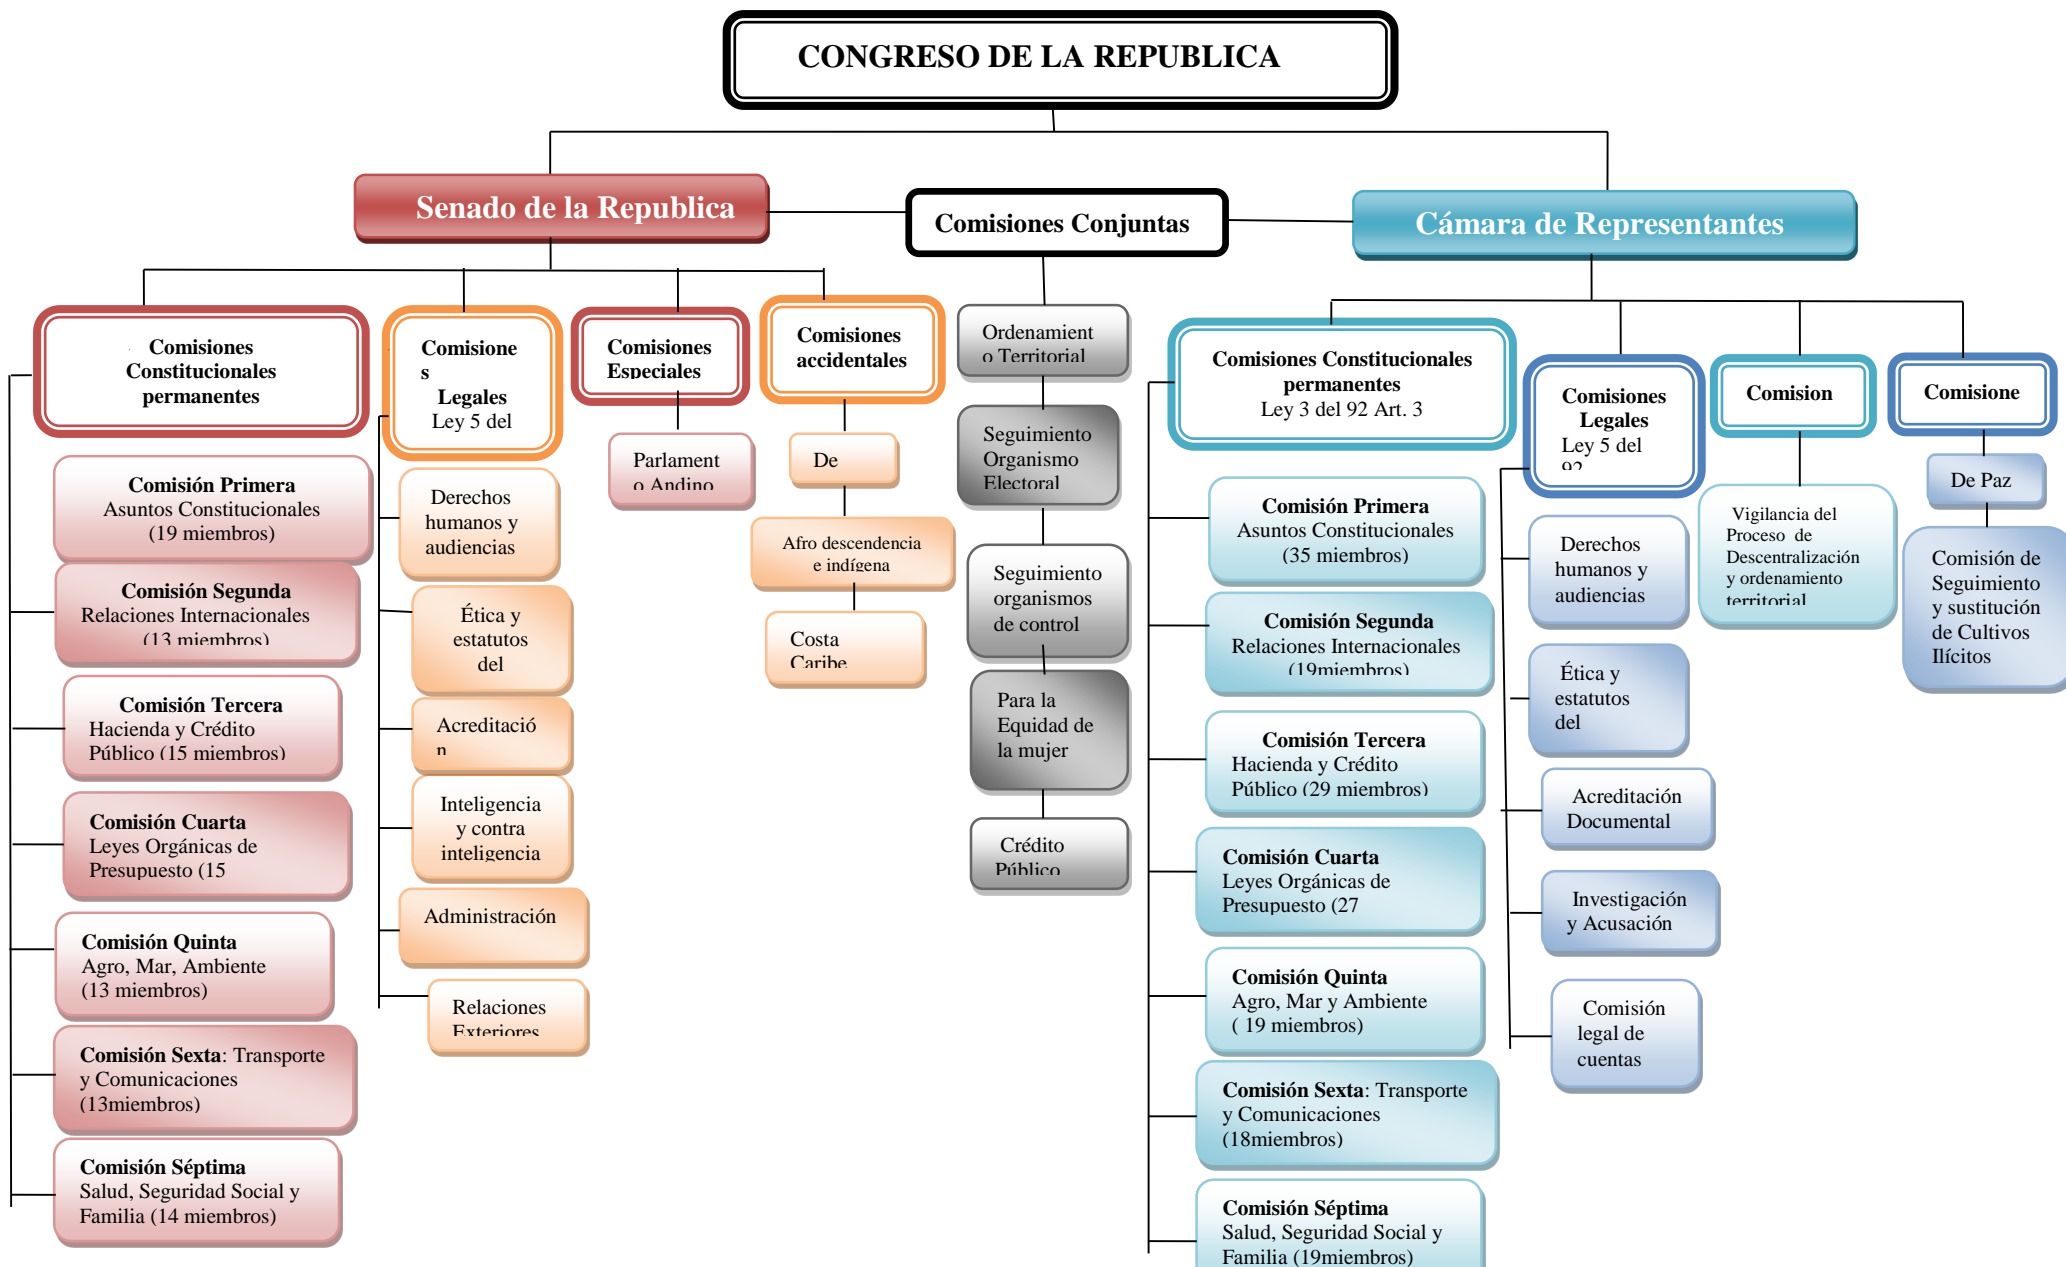 CONGRESO DE LA REPUBLICA
Senado de la Republica
Comisiones Conjuntas
Cámara de Representantes
Comisiones
Constitucionales
permanentes
Comisión Primera
Asuntos Constitucionales
(19 miembros)
Comisión Segunda
Relaciones Internacionales
(13 miembros)
Comisión Tercera
Hacienda y Crédito
Público (15 miembros)
Comisión Cuarta
Leyes Orgánicas de
Presupuesto (15
Comisión Quinta
Agro, Mar, Ambiente
(13 miembros)
Comisión Sexta: Transporte
y Comunicaciones
(13miembros)
Comisión Séptima
Salud, Seguridad Social y
Familia (14 miembros)
Comisione
s
Legales
Ley 5 del
Derechos
humanos y
audiencias
Ética y
estatutos
del
Acreditació
n
Inteligencia
y contra
inteligencia
Administración
Relaciones
Exteriores
Comisiones
Especiales
Parlament
o Andino
Comisiones
accidentales
De
Afro descendencia
e indígena
Costa
Caribe
Ordenamient
o Territorial
Seguimiento
Organismo
Electoral
Seguimiento
organismos
de control
Para la
Equidad de
la mujer
Crédito
Público
Comisiones Constitucionales
permanentes
Ley 3 del 92 Art. 3
Comisión Primera
Asuntos Constitucionales
(35 miembros)
Comisión Segunda
Relaciones Internacionales
(19miembros)
Comisión Tercera
Hacienda y Crédito
Público (29 miembros)
Comisión Cuarta
Leyes Orgánicas de
Presupuesto (27
Comisión Quinta
Agro, Mar y Ambiente
( 19 miembros)
Comisión Sexta: Transporte
y Comunicaciones
(18miembros)
Comisión Séptima
Salud, Seguridad Social y
Familia (19miembros)
Comisiones
Legales
Ley 5 del
92
Derechos
humanos y
audiencias
Ética y
estatutos
del
Acreditación
Documental
Investigación
y Acusación
Comisión
legal de
cuentas
Comision
Vigilancia del
Proceso de
Descentralización
y ordenamiento
territorial
Comisione
De Paz
Comisión de
Seguimiento
y sustitución
de Cultivos
Ilícitos